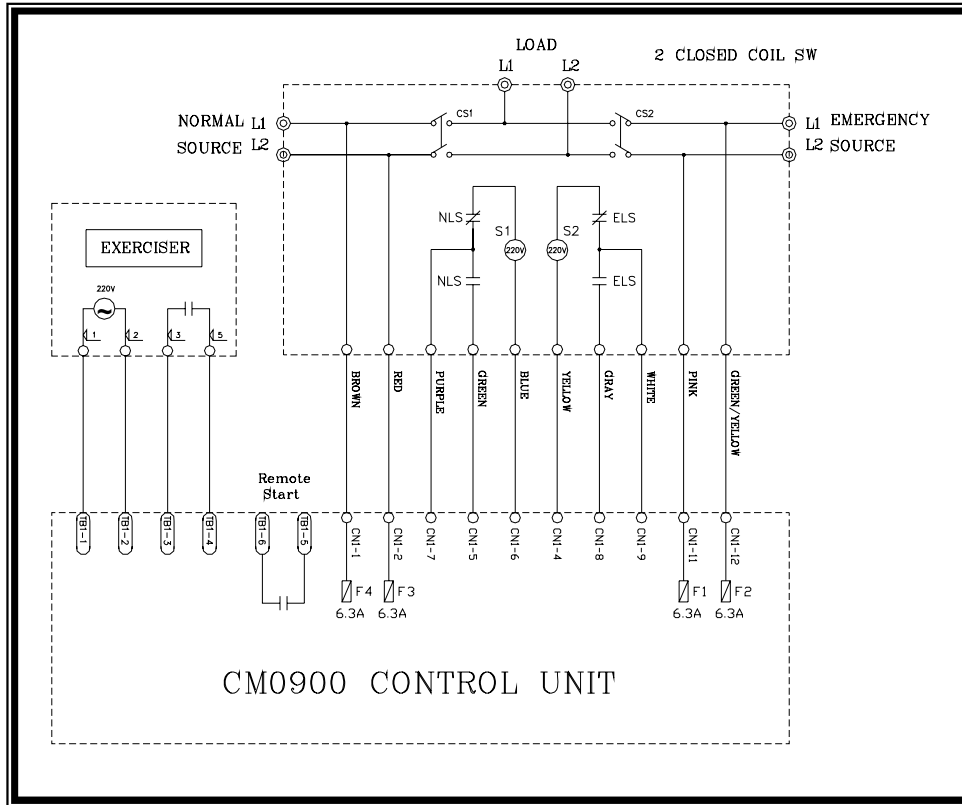 LOAD
2 CLOSED COIL SW
L1
L2
NORMAL L1
CS1
CS2
L1 EMERGENCY
SOURCE L2
L2 SOURCE
NLS
S1
220V
S2
220V
ELS
NLS
ELS
EXERCISER
220V
1
2
3
5
BROWN
RED
PURPLE
GREEN
BLUE
YELLOW
GRAY
WHITE
PINK
GREEN/YELLOW
Remote
Start
TB1-1
TB1-2
TB1-3
TB1-4
TB1-6
TB1-5
CN1-1
CN1-2
CN1-7
CN1-5
CN1-6
CN1-4
CN1-8
CN1-9
CN1-11
CN1-12
F4
6.3A
F3
6.3A
F1
6.3A
F2
6.3A
CM0900 CONTROL UNIT